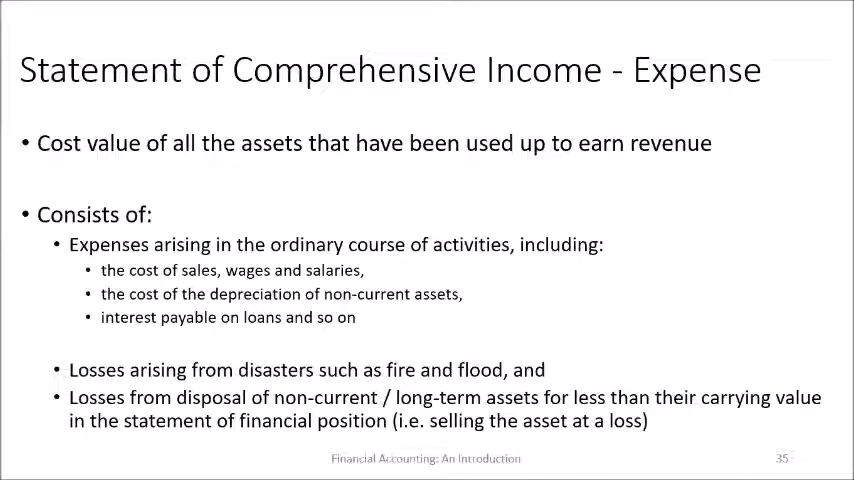 Statement of Comprehensive Income - Expense
• Cost value of all the assets that have been used up to earn revenue
• Consists of:
• Expenses arising in the ordinary course of activities, including:
• the cost of sales, wages and salaries,
• the cost of the depreciation of non-current assets,
• interest payable on loans and so on
• Losses arising from disasters such as fire and flood, and
• Losses from disposal of non-current / long-term assets for less than their carrying value
in the statement of financial position (i.e. selling the asset at a loss)
Financial Accounting: An Introduction
35